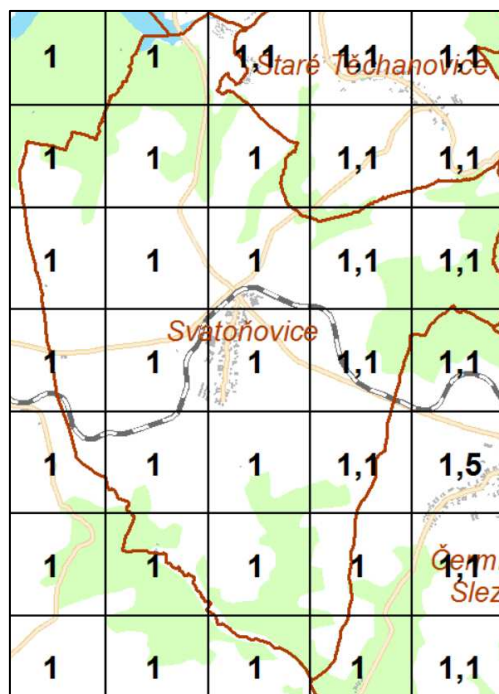 1 1 1,1 1,1 1,1
Staré Těchanovice
1 1 1 1,1 1,1
1 1 1 1,1 1,1
Svatoňovice
1 1 1 1,1 1,1
1 1 1 1,1 1,5
1 1 1 1 1,1
Čerm
Slez
1 1 1 1 1